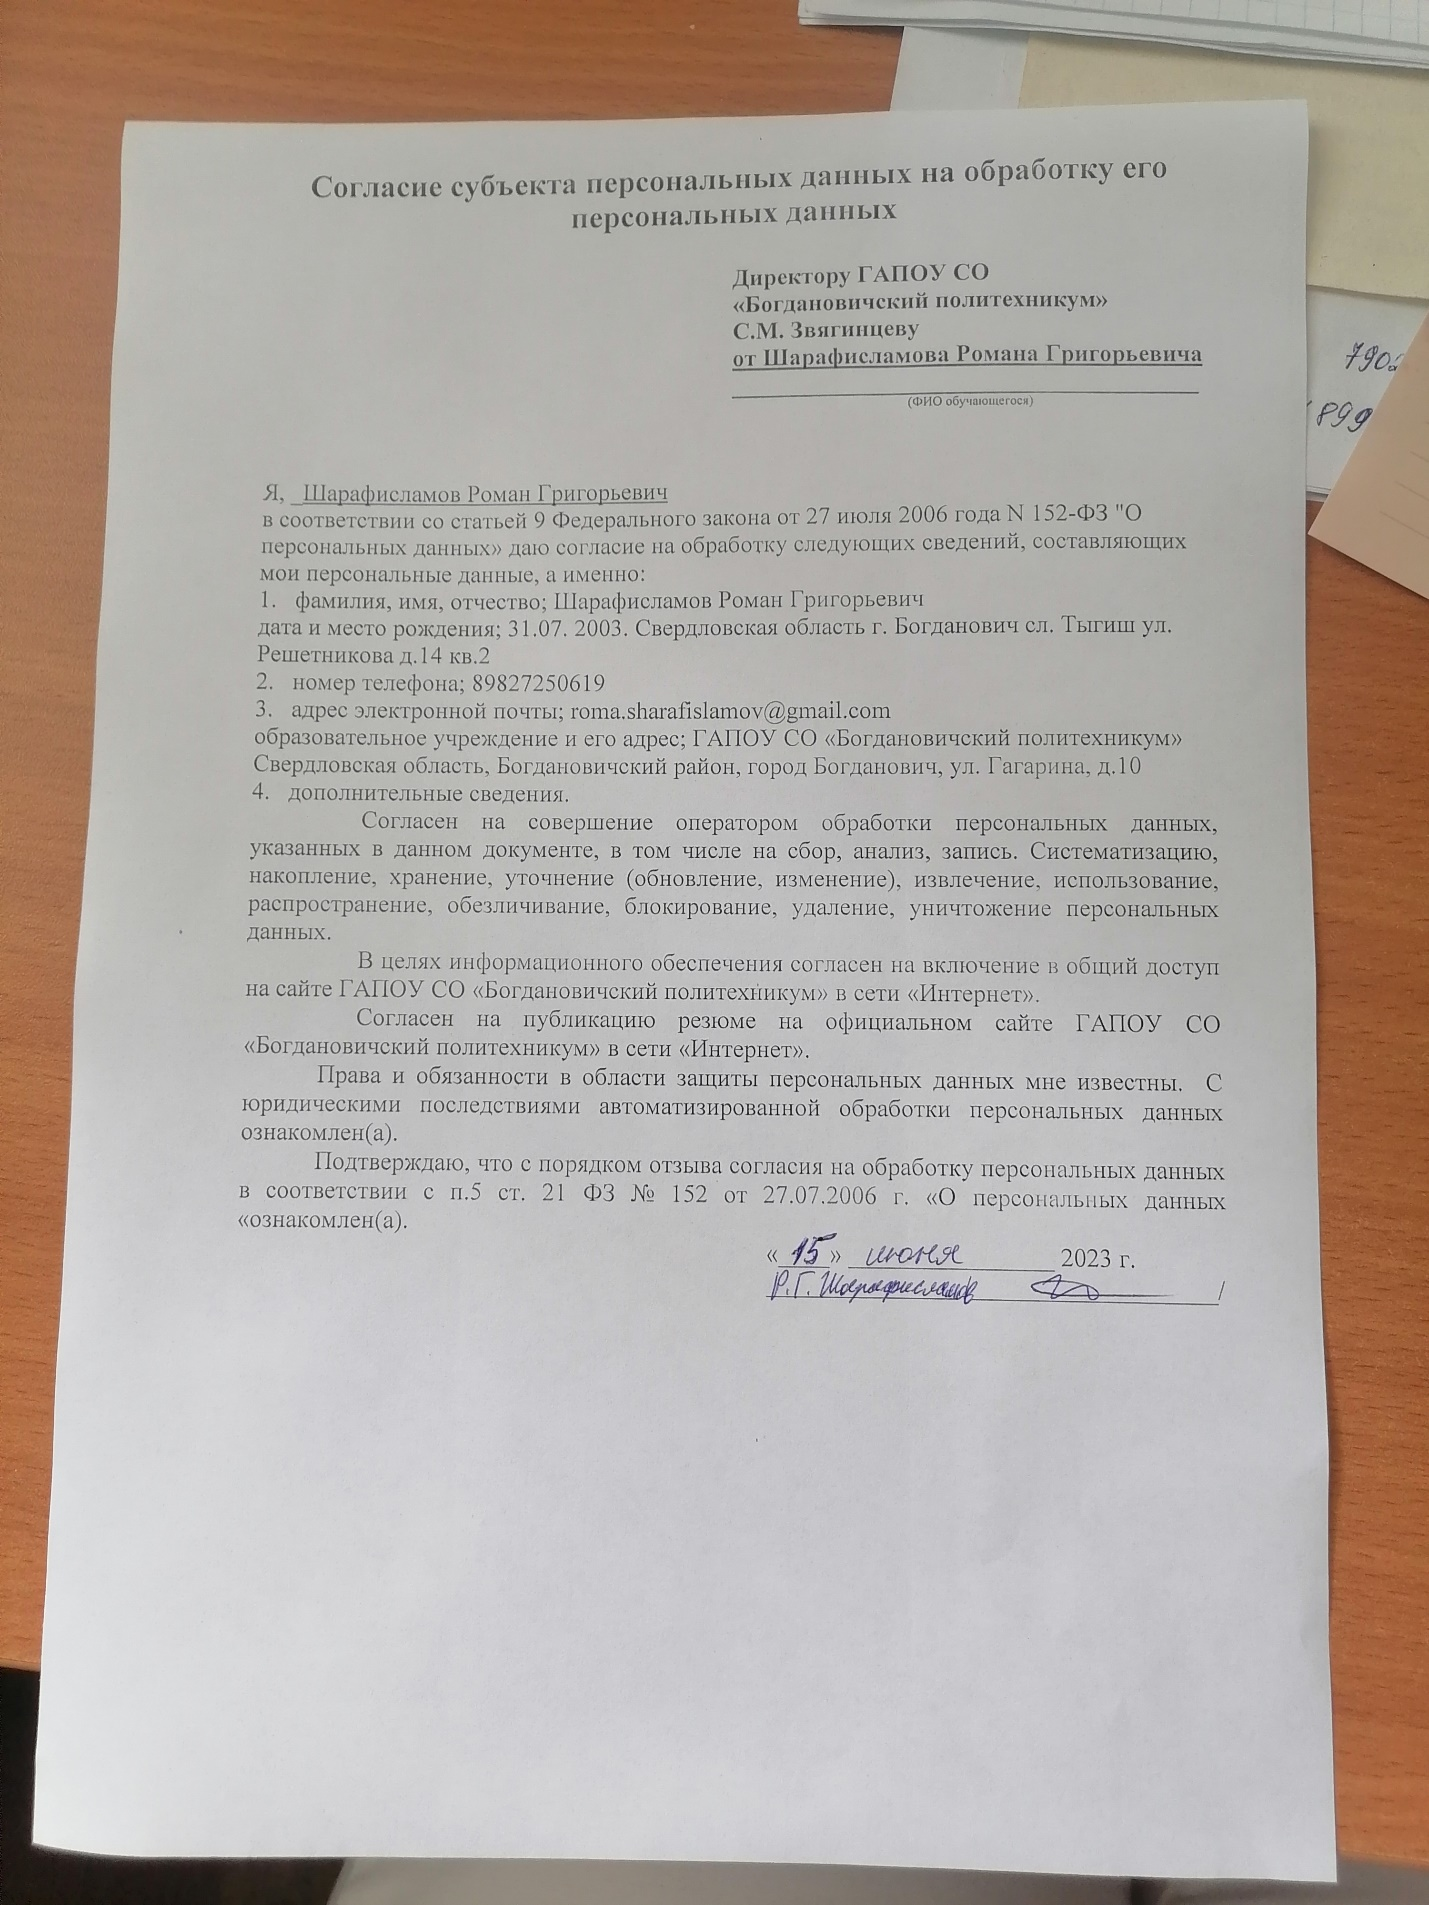 Согласие субъекта персональных данных на обработку его
персональных данных
Директору ГАПОУ СО
«Богдановичский политехникум»
С.М. Звягинцеву
от Шарафисламова Романа Григорьевича
(ФИО обучающегося)
7902
899
Я, _Шарафисламов Роман Григорьевич
в соответствии со статьей 9 Федерального закона от 27 июля 2006 года N 152-ФЗ "О
персональных данных» даю согласие на обработку следующих сведений, составляющих
мои персональные данные, а именно:
1. фамилия, имя, отчество; Шарафисламов Роман Григорьевич
дата и место рождения; 31.07. 2003. Свердловская область г. Богданович сл. Тыгиш ул.
Решетникова д.14 кв.2
2. номер телефона; 89827250619
3. адрес электронной почты; roma.sharafislamov@gmail.com
образовательное учреждение и его адрес; ГАПОУ СО «Богдановичский политехникум»
Свердловская область, Богдановичский район, город Богданович, ул. Гагарина, д.10
4. дополнительные сведения.
Согласен на совершение оператором обработки персональных данных,
указанных в данном документе, в том числе на сбор, анализ, запись. Систематизацию,
накопление, хранение, уточнение (обновление, изменение), извлечение, использование,
распространение, обезличивание, блокирование, удаление, уничтожение персональных
данных.
В целях информационного обеспечения согласен на включение в общий доступ
на сайте ГАПОУ СО «Богдановичский политехникум» в сети «Интернет».
Согласен на публикацию резюме на официальном сайте ГАПОУ СО
«Богдановичский политехникум» в сети «Интернет».
Права и обязанности в области защиты персональных данных мне известны. С
юридическими последствиями автоматизированной обработки персональных данных
ознакомлен(а).
Подтверждаю, что с порядком отзыва согласия на обработку персональных данных
в соответствии с п.5 ст. 21 ФЗ № 152 от 27.07.2006 г. «О персональных данных
«ознакомлен(а).
«15» июня 2023 г.
Р.Г. Шарафисламов /